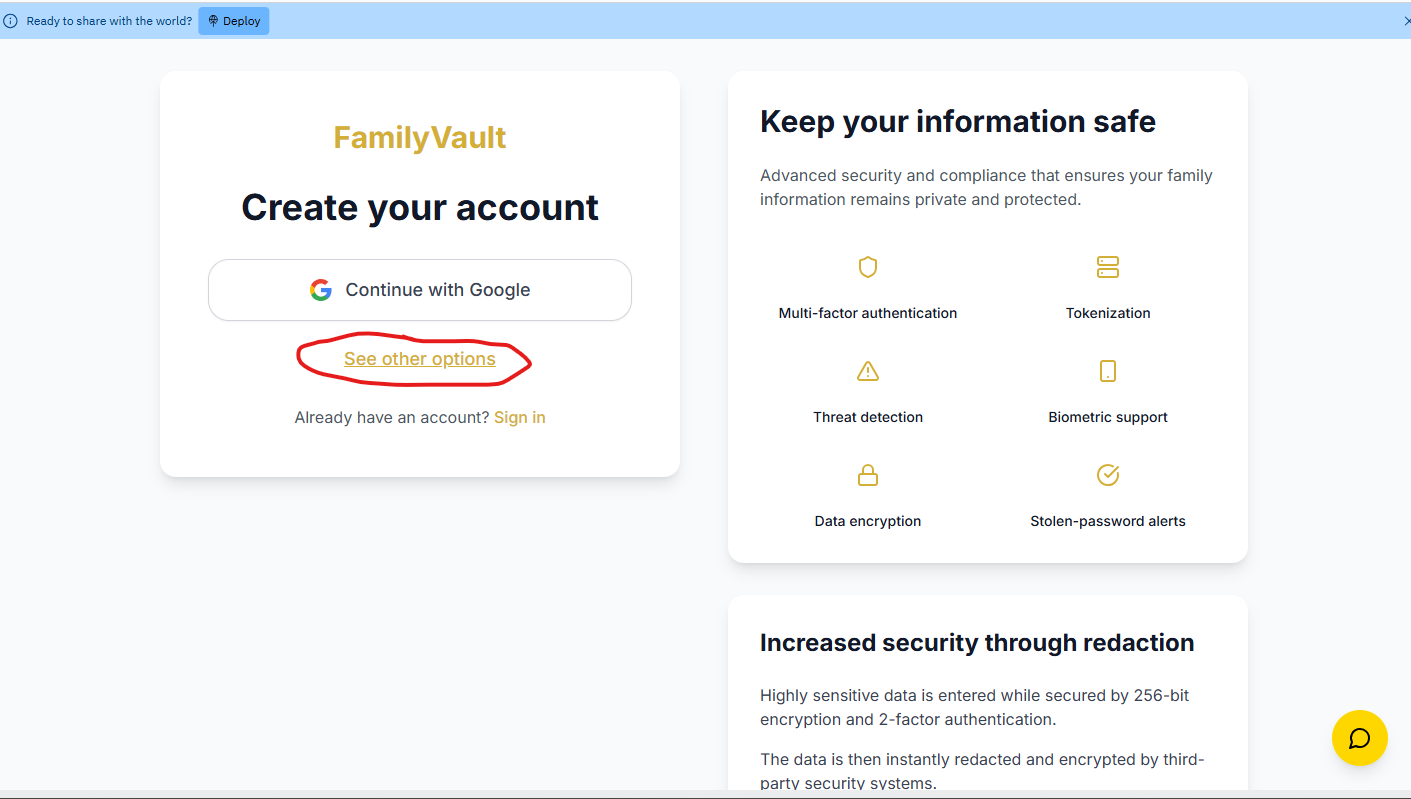 Ready to share with the world? Deploy
FamilyVault
Create your account
Continue with Google
See other options
Already have an account? Sign in
Keep your information safe
Advanced security and compliance that ensures your family
information remains private and protected.
Multi-factor authentication
Tokenization
Threat detection
Biometric support
Data encryption
Stolen-password alerts
Increased security through redaction
Highly sensitive data is entered while secured by 256-bit
encryption and 2-factor authentication.
The data is then instantly redacted and encrypted by third-
party security systems.